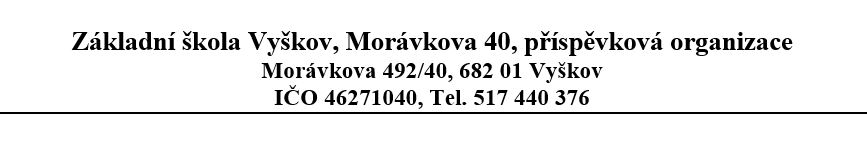 Základní škola Vyškov, Morávkova 40, příspěvková organizace
Morávkova 492/40, 682 01 Vyškov
IČO 46271040, Tel. 517 440 376